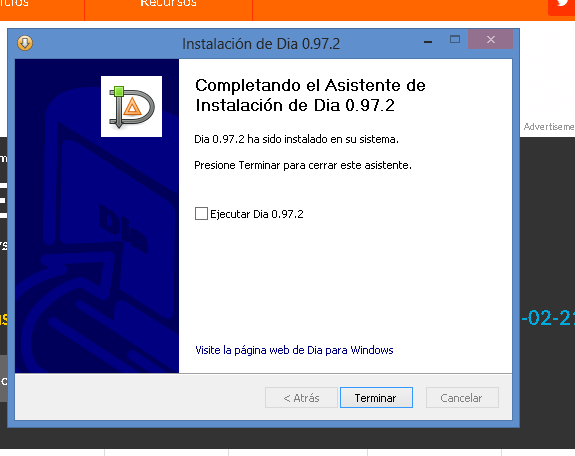 Recursos
Instalación de Dia 0.97.2
Completando el Asistente de
Instalación de Dia 0.97.2
Advertiseme
Dia 0.97.2 ha sido instalado en su sistema.
Presione Terminar para cerrar este asistente.
Ejecutar Dia 0.97.2
-02-21
Visite la página web de Dia para Windows
< Atrás
Terminar
Cancelar